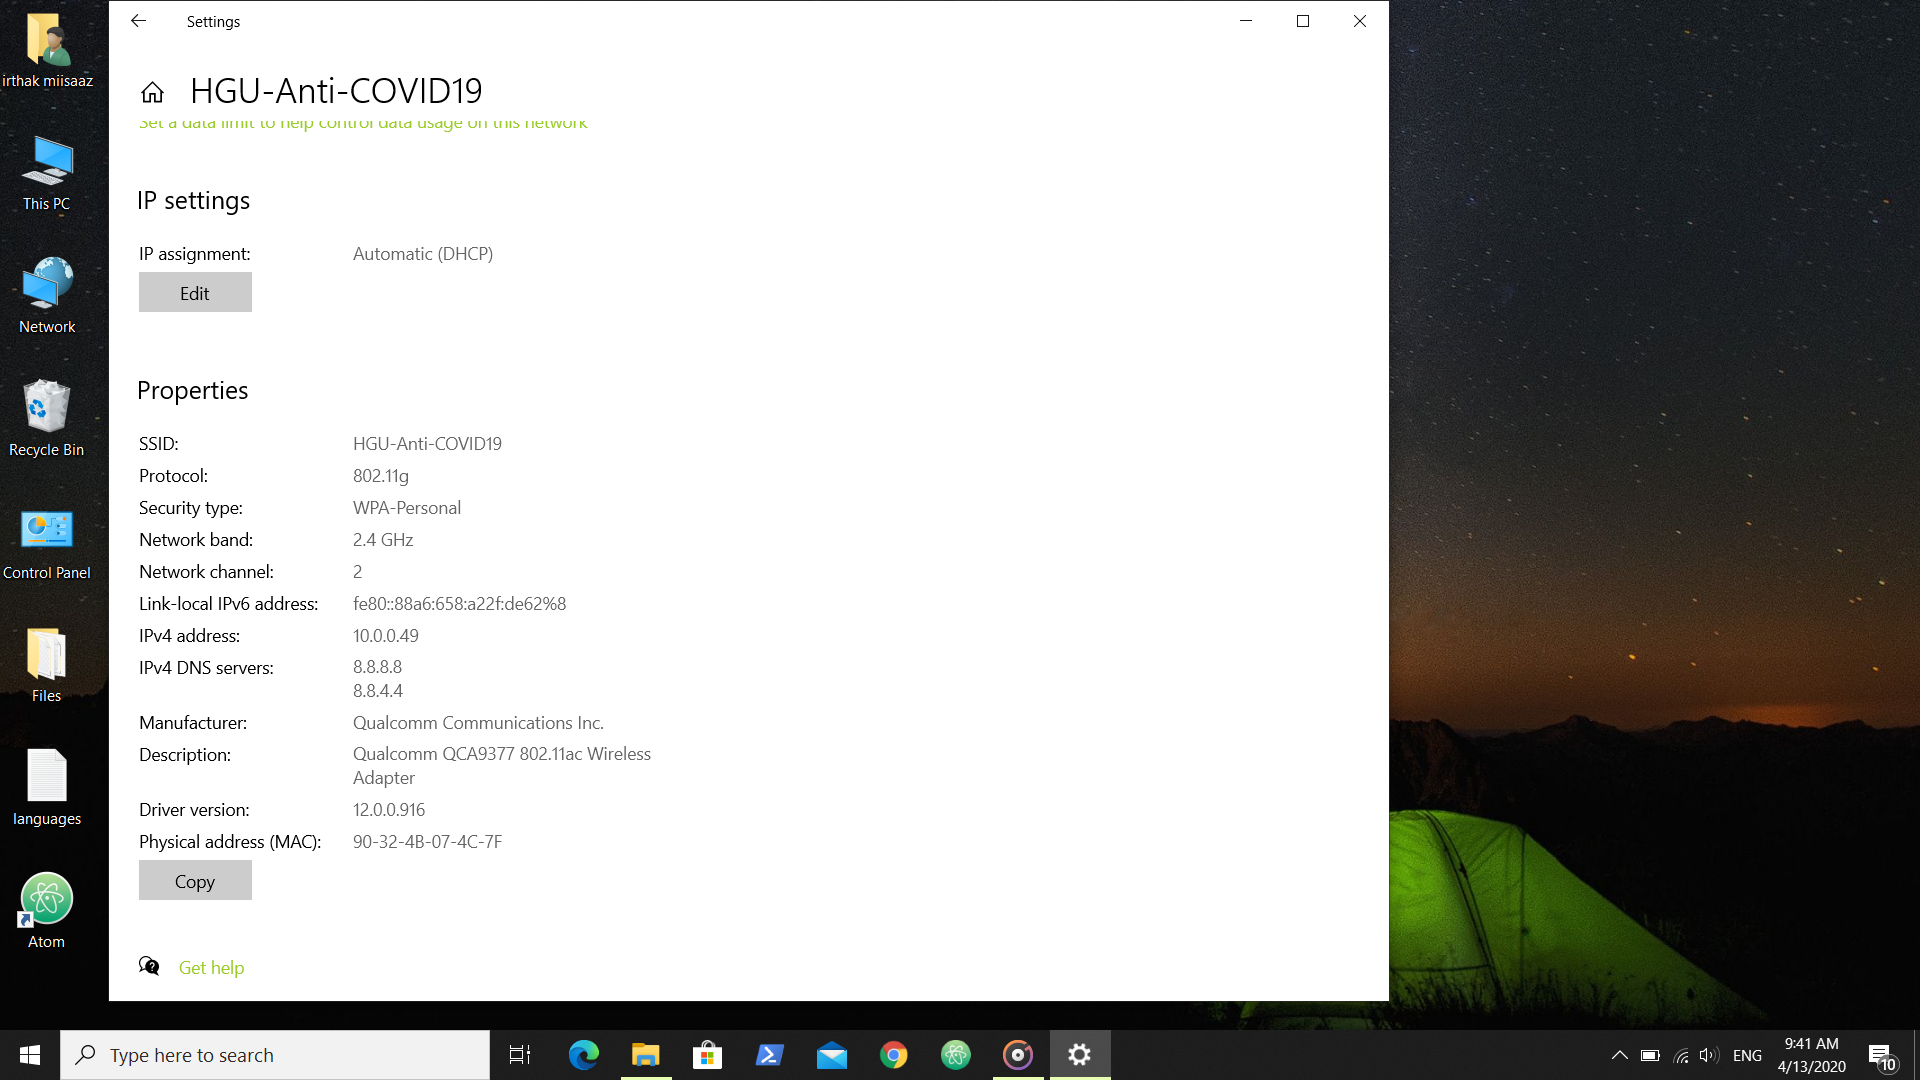 Settings
HGU-Anti-COVID19
Set a data limit to help control data usage on this network
IP settings
IP assignment: Automatic (DHCP)
Edit
Properties
SSID: HGU-Anti-COVID19
Protocol: 802.11g
Security type: WPA-Personal
Network band: 2.4 GHz
Network channel: 2
Link-local IPv6 address: fe80::88a6:658:a22f:de62%8
IPv4 address: 10.0.0.49
IPv4 DNS servers: 8.8.8.8
8.8.4.4
Manufacturer: Qualcomm Communications Inc.
Description: Qualcomm QCA9377 802.11ac Wireless
Adapter
Driver version: 12.0.0.916
Physical address (MAC): 90-32-4B-07-4C-7F
Copy
Get help
irthak miisaaz
This PC
Network
Recycle Bin
Control Panel
Files
languages
Atom
Type here to search
ENG
9:41 AM
4/13/2020
10